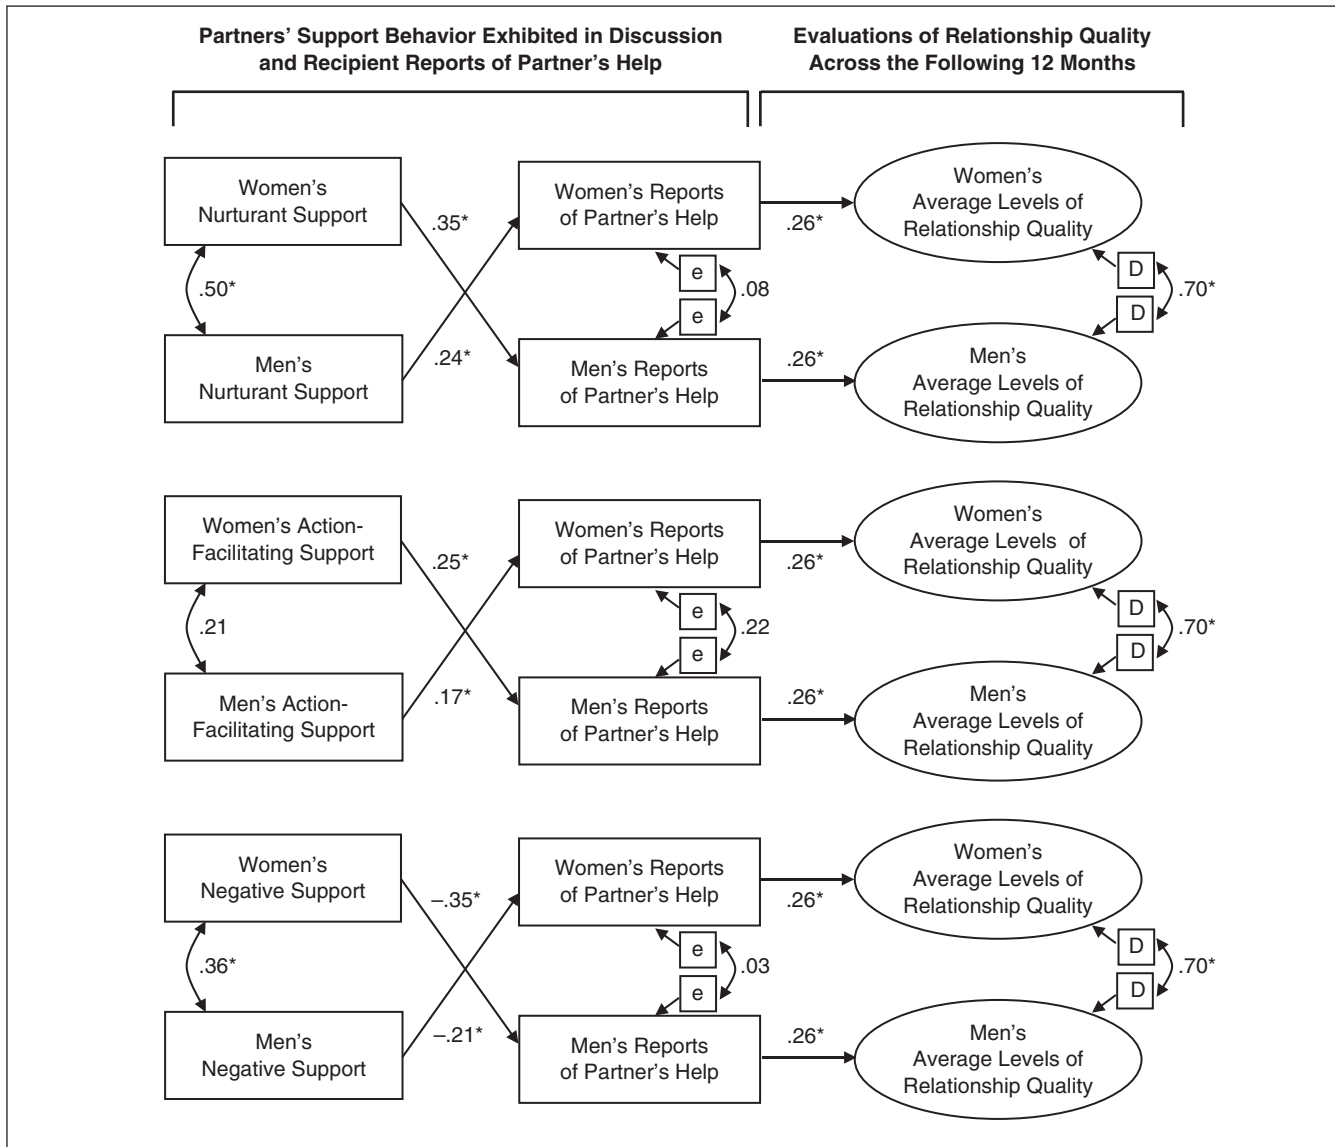 Partners’ Support Behavior Exhibited in Discussion
and Recipient Reports of Partner’s Help
Evaluations of Relationship Quality
Across the Following 12 Months
Women’s
Nurturant Support
.50*
Men’s
Nurturant Support
.35*
.24*
Women’s Reports
of Partner’s Help
e
e
.08
Men’s Reports
of Partner’s Help
.26*
.26*
Women’s
Average Levels of
Relationship Quality
D
D
.70*
Men’s
Average Levels of
Relationship Quality
Women’s Action-
Facilitating Support
.21
Men’s Action-
Facilitating Support
.25*
.17*
Women’s Reports
of Partner’s Help
e
e
.22
Men’s Reports
of Partner’s Help
.26*
.26*
Women’s
Average Levels of
Relationship Quality
D
D
.70*
Men’s
Average Levels of
Relationship Quality
Women’s
Negative Support
.36*
Men’s
Negative Support
–.35*
–.21*
Women’s Reports
of Partner’s Help
e
e
.03
Men’s Reports
of Partner’s Help
.26*
.26*
Women’s
Average Levels of
Relationship Quality
D
D
.70*
Men’s
Average Levels of
Relationship Quality